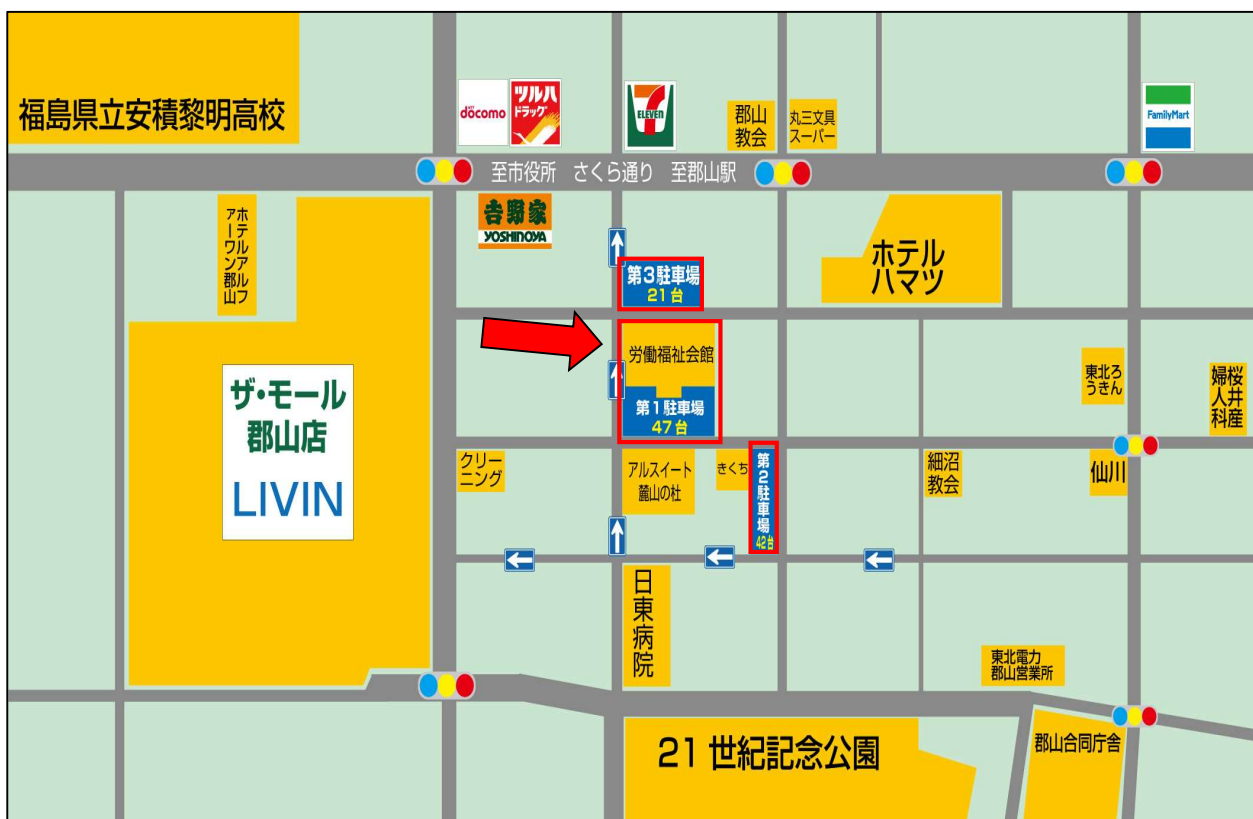 福島県立安積黎明高校
döcomo
ツルハ
ドラッグ
ELEVEN
郡山
教会
丸三文具
スーパー
FamilyMart
至市役所　さくら通り　至郡山駅
ホテルアルフ
アーワン郡山
吉野家
YOSHINOYA
第3駐車場
21台
ホテル
ハマツ
労働福祉会館
第1駐車場
47台
ザ・モール
郡山店
LIVIN
東北ろ
うきん
桜井産
婦人科
クリー
ニング
アルスイート
麓山の杜
きくち
第2駐車場
42台
細沼
教会
仙川
日東病院
東北電力
郡山営業所
21世紀記念公園
郡山合同庁舎